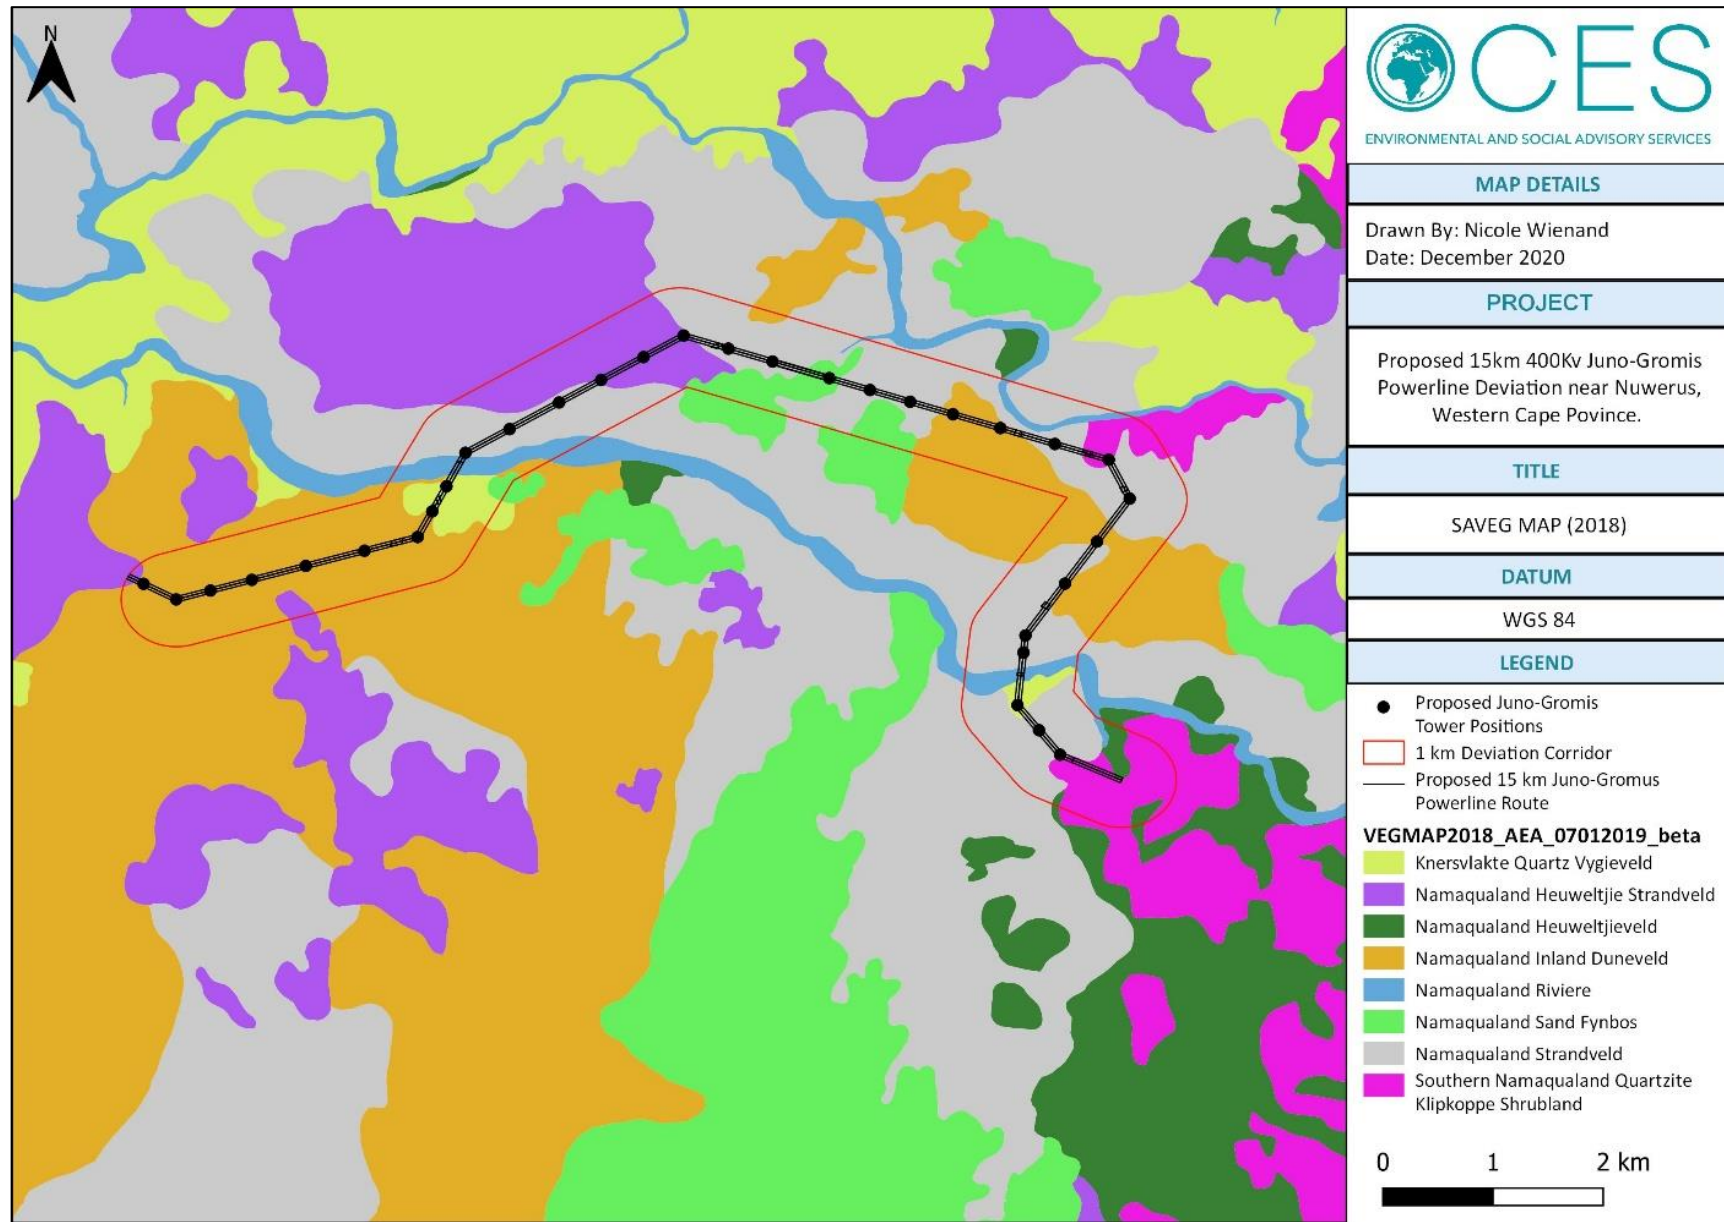 N
CES
ENVIRONMENTAL AND SOCIAL ADVISORY SERVICES
MAP DETAILS
Drawn By: Nicole Wienand
Date: December 2020
PROJECT
Proposed 15km 400Kv Juno-Gromis
Powerline Deviation near Nuwerus,
Western Cape Povince.
TITLE
SAVEG MAP (2018)
DATUM
WGS 84
LEGEND
Proposed Juno-Gromis
Tower Positions
1 km Deviation Corridor
Proposed 15 km Juno-Gromus
Powerline Route
VEGMAP2018_AEA_07012019_beta
Knersvlakte Quartz Vygieveld
Namaqualand Heuweltjie Strandveld
Namaqualand Heuweltjieveld
Namaqualand Inland Duneveld
Namaqualand Riviere
Namaqualand Sand Fynbos
Namaqualand Strandveld
Southern Namaqualand Quartzite
Klipkoppe Shrubland
0 1 2 km